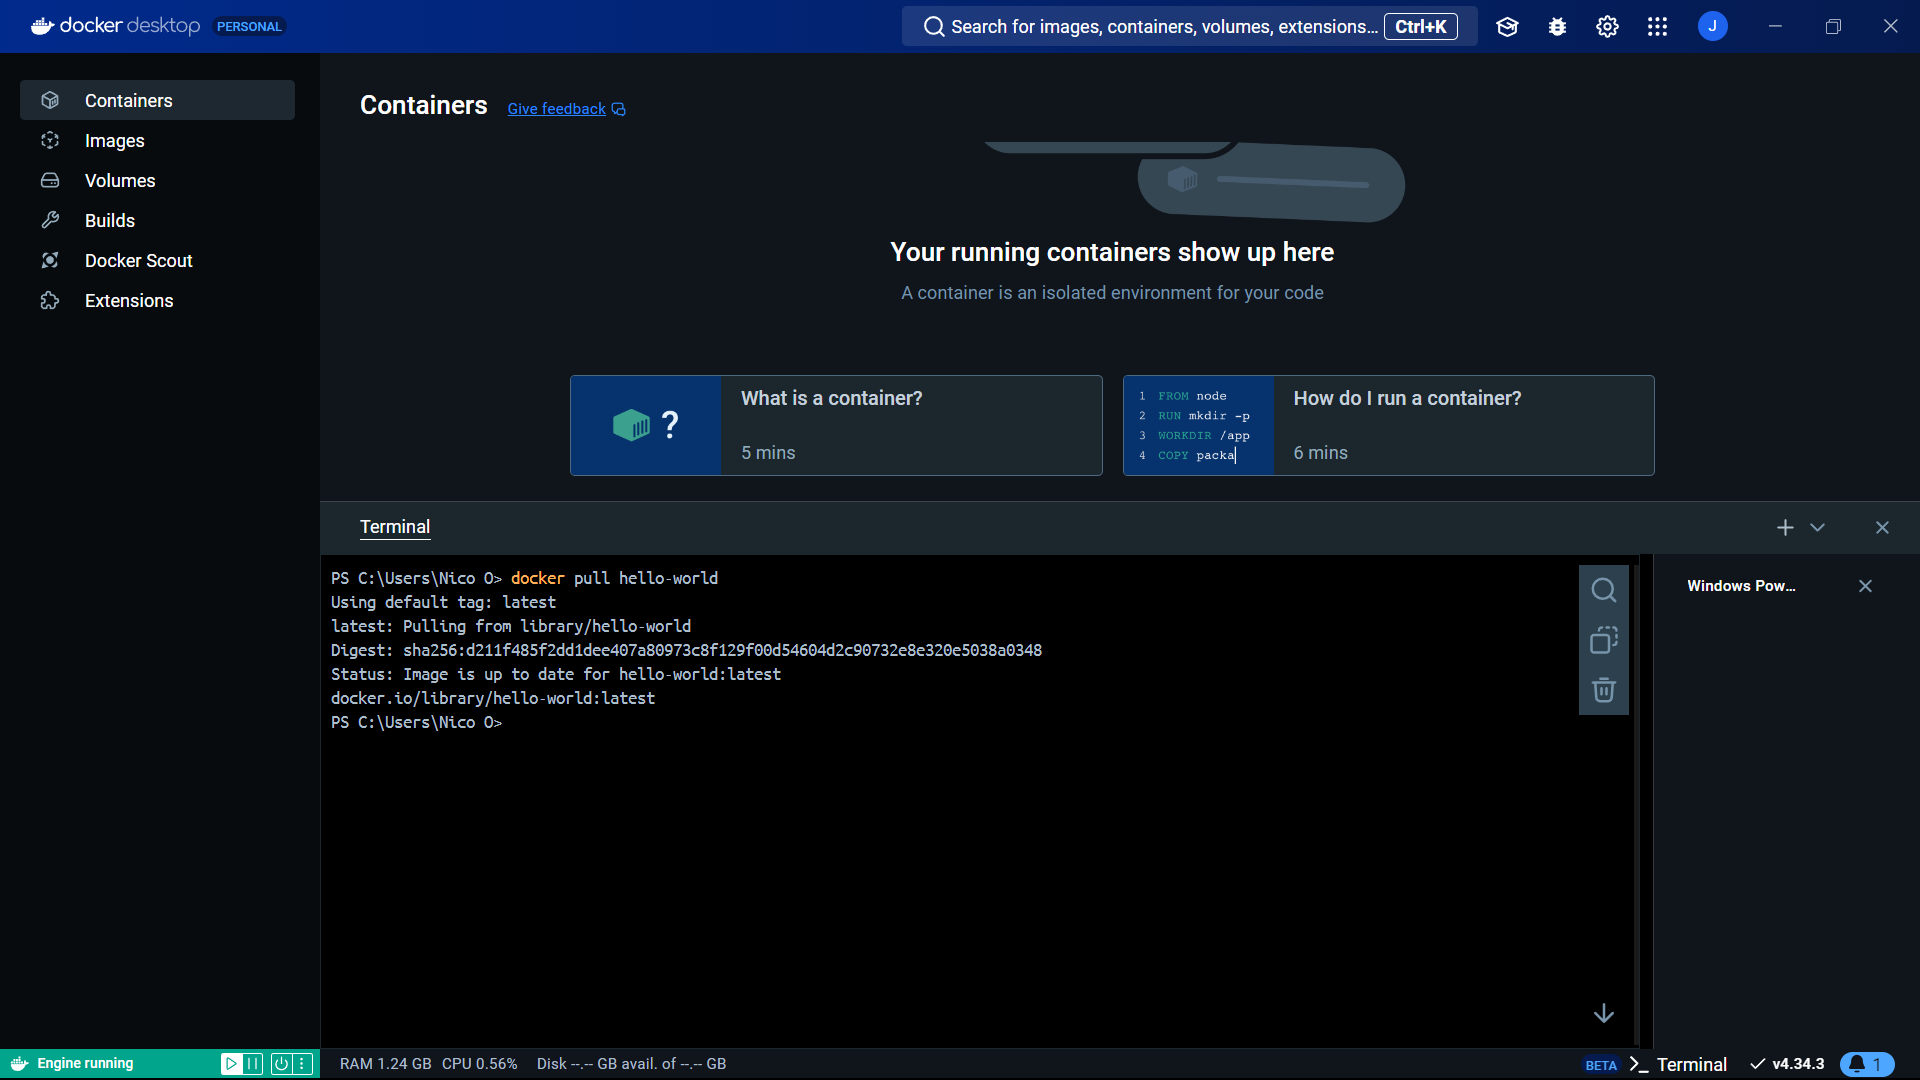 docker desktop PERSONAL
Search for images, containers, volumes, extensions... Ctrl+K
J
Containers
Images
Volumes
Builds
Docker Scout
Extensions
Containers Give feedback
Your running containers show up here
A container is an isolated environment for your code
?
What is a container?
5 mins
1 FROM node
2 RUN mkdir -p
3 WORKDIR /app
4 COPY packa
How do I run a container?
6 mins
Terminal
PS C:\Users\Nico O> docker pull hello-world
Using default tag: latest
latest: Pulling from library/hello-world
Digest: sha256:d211f485f2dd1dee407a80973c8f129f00d54604d2c90732e8e320e5038a0348
Status: Image is up to date for hello-world:latest
docker.io/library/hello-world:latest
PS C:\Users\Nico O>
Windows Pow...
Engine running
RAM 1.24 GB CPU 0.56% Disk --.-- GB avail. of --.-- GB
BETA Terminal v4.34.3 1